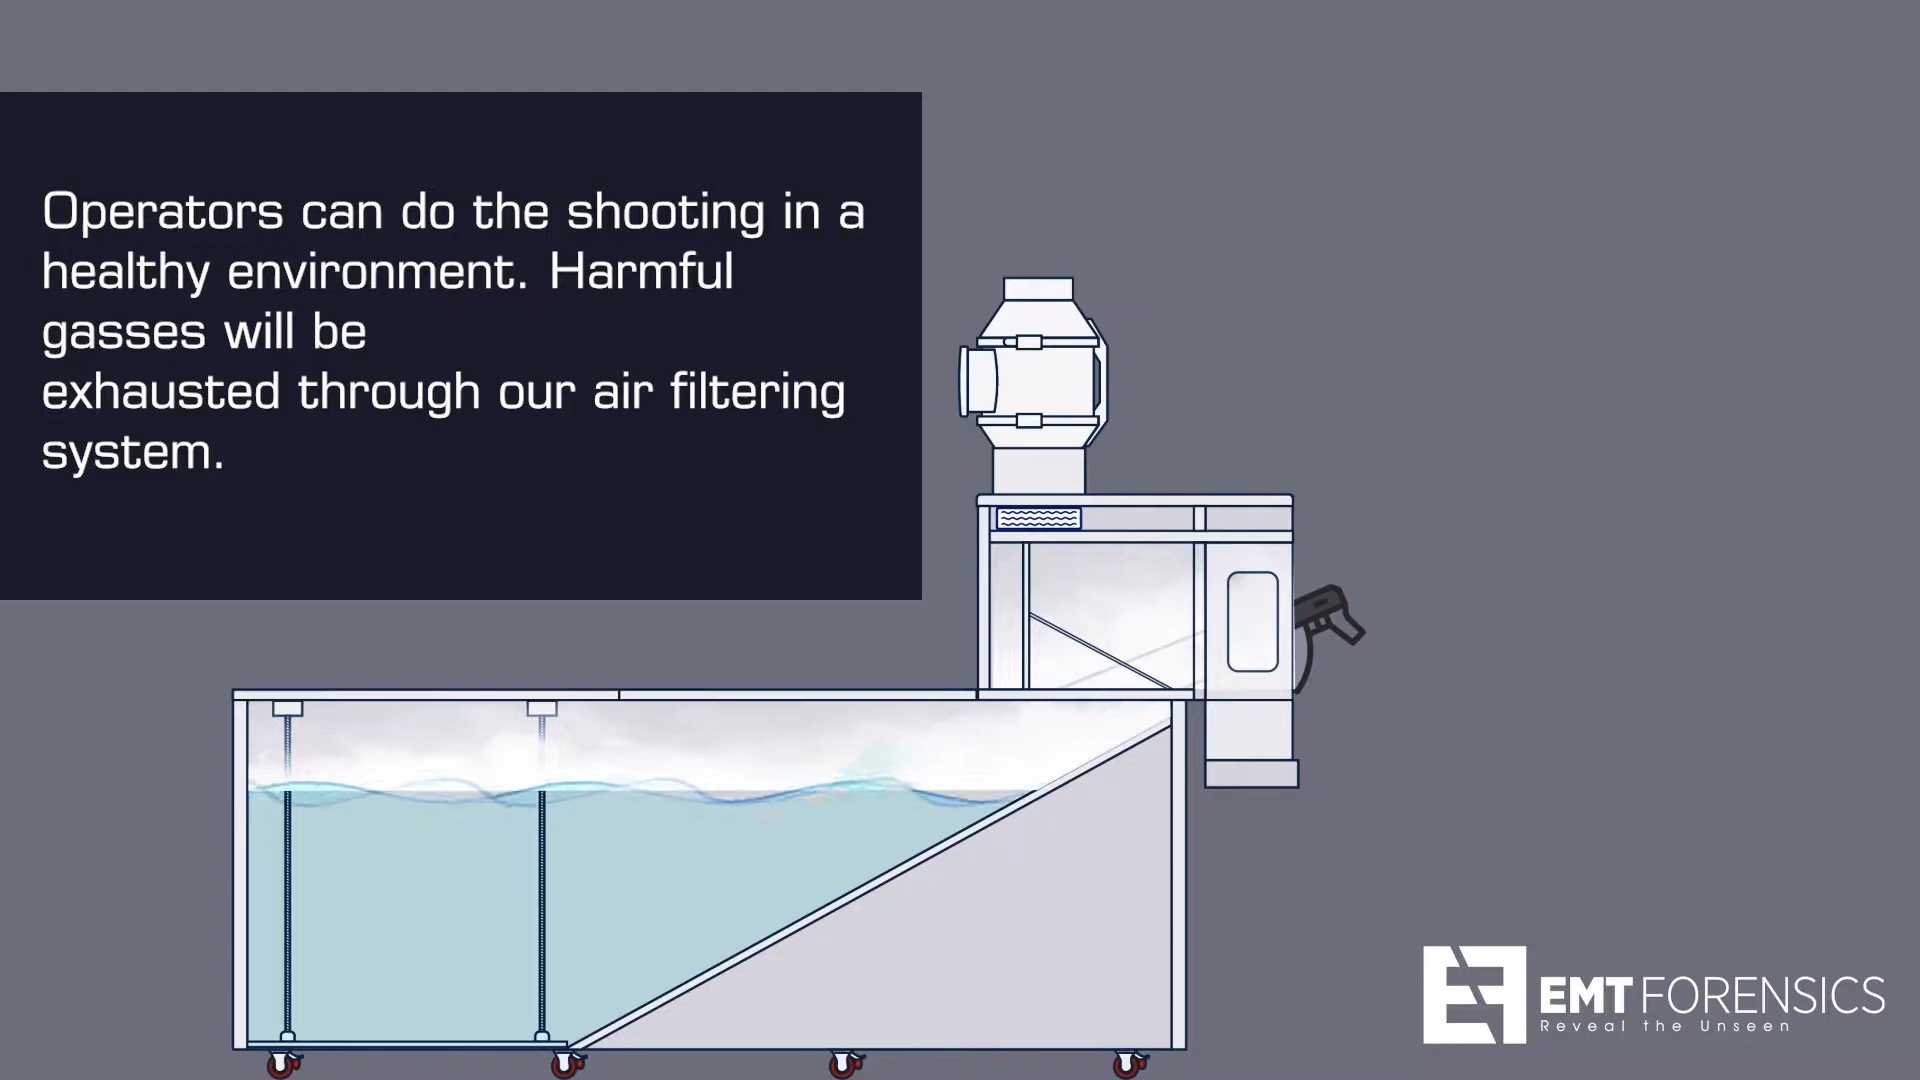 Operators can do the shooting in a
healthy environment. Harmful
gasses will be
exhausted through our air filtering
system.
EMT FORENSICS
Reveal the Unseen